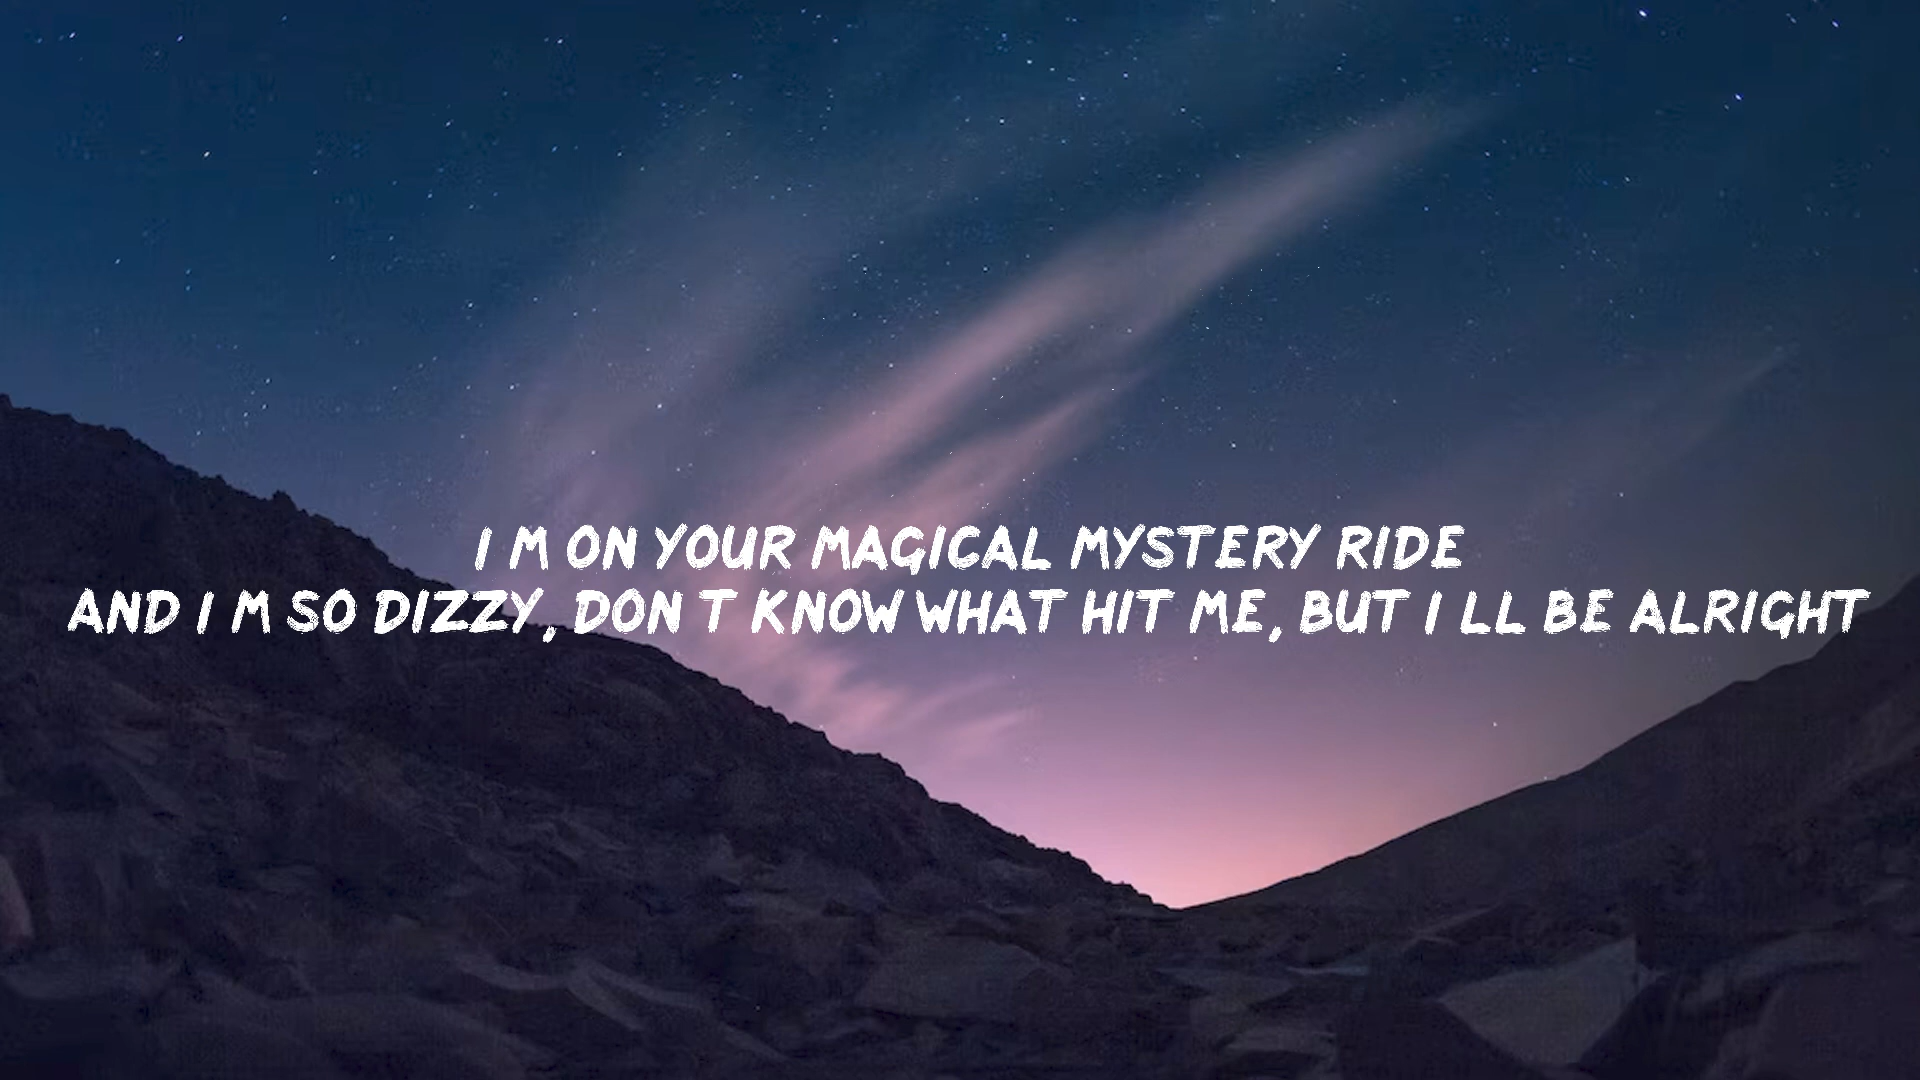 I M ON YOUR MAGICAL MYSTERY RIDE
AND I M SO DIZZY, DON T KNOW WHAT HIT ME, BUT I LL BE ALRIGHT